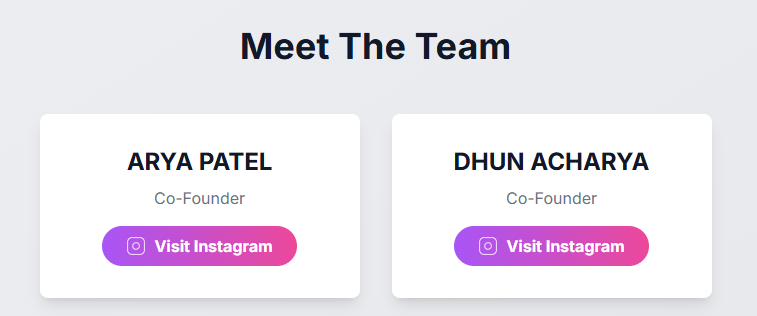 Meet The Team
ARYA PATEL
Co-Founder
Visit Instagram
DHUN ACHARYA
Co-Founder
Visit Instagram